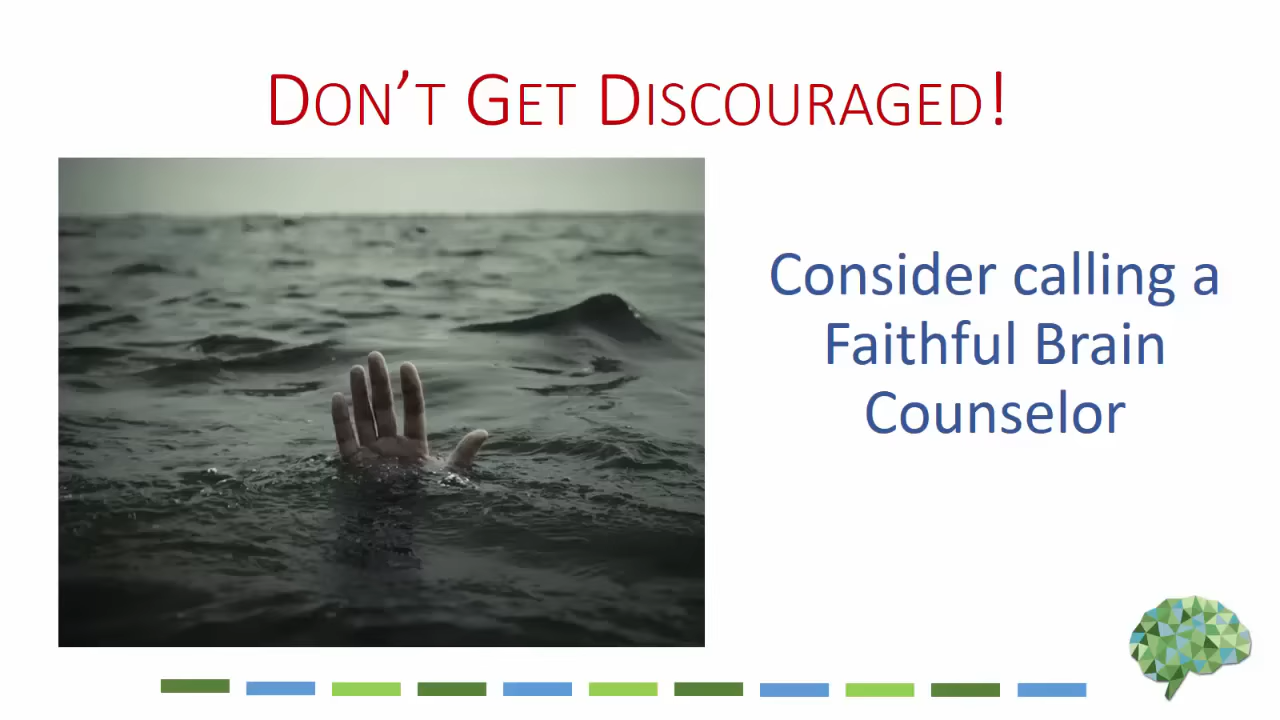 Don't Get Discouraged!
Consider calling a
Faithful Brain
Counselor